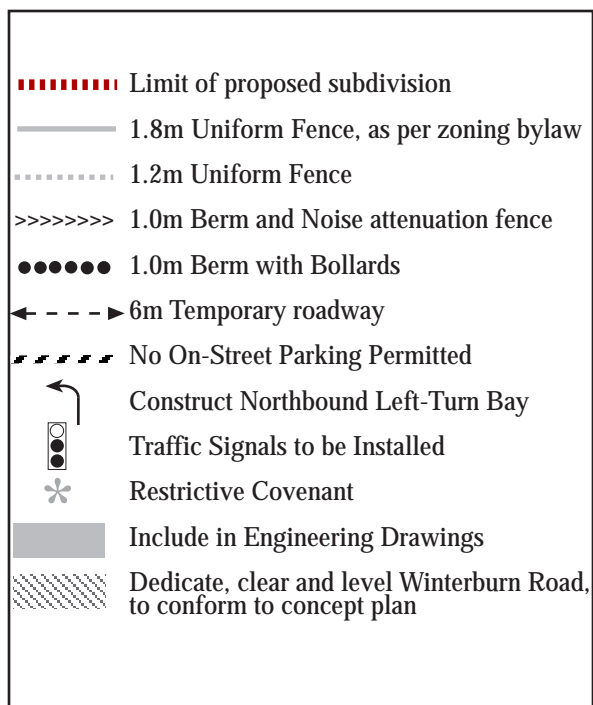 Limit of proposed subdivision
1.8m Uniform Fence, as per zoning bylaw
1.2m Uniform Fence
>>>>>>>> 1.0m Berm and Noise attenuation fence
1.0m Berm with Bollards
6m Temporary roadway
No On-Street Parking Permitted
Construct Northbound Left-Turn Bay
Traffic Signals to be Installed
Restrictive Covenant
Include in Engineering Drawings
Dedicate, clear and level Winterburn Road,
to conform to concept plan